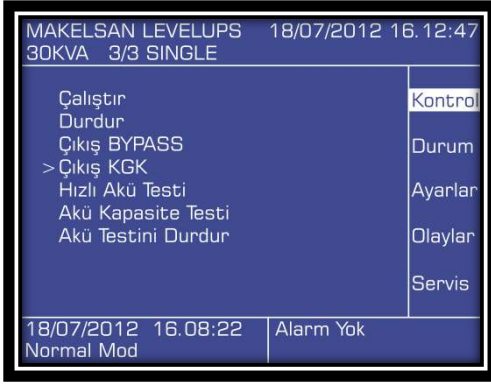 MAKELSAN LEVELUPS 18/07/2012 16.12:47
30KVA 3/3 SINGLE
Çalıştır
Durdur
Çıkış BYPASS
>Çıkış KGK
Hızlı Akü Testi
Akü Kapasite Testi
Akü Testini Durdur
Kontrol
Durum
Ayarlar
Olaylar
Servis
18/07/2012 16.08:22
Normal Mod
Alarm Yok